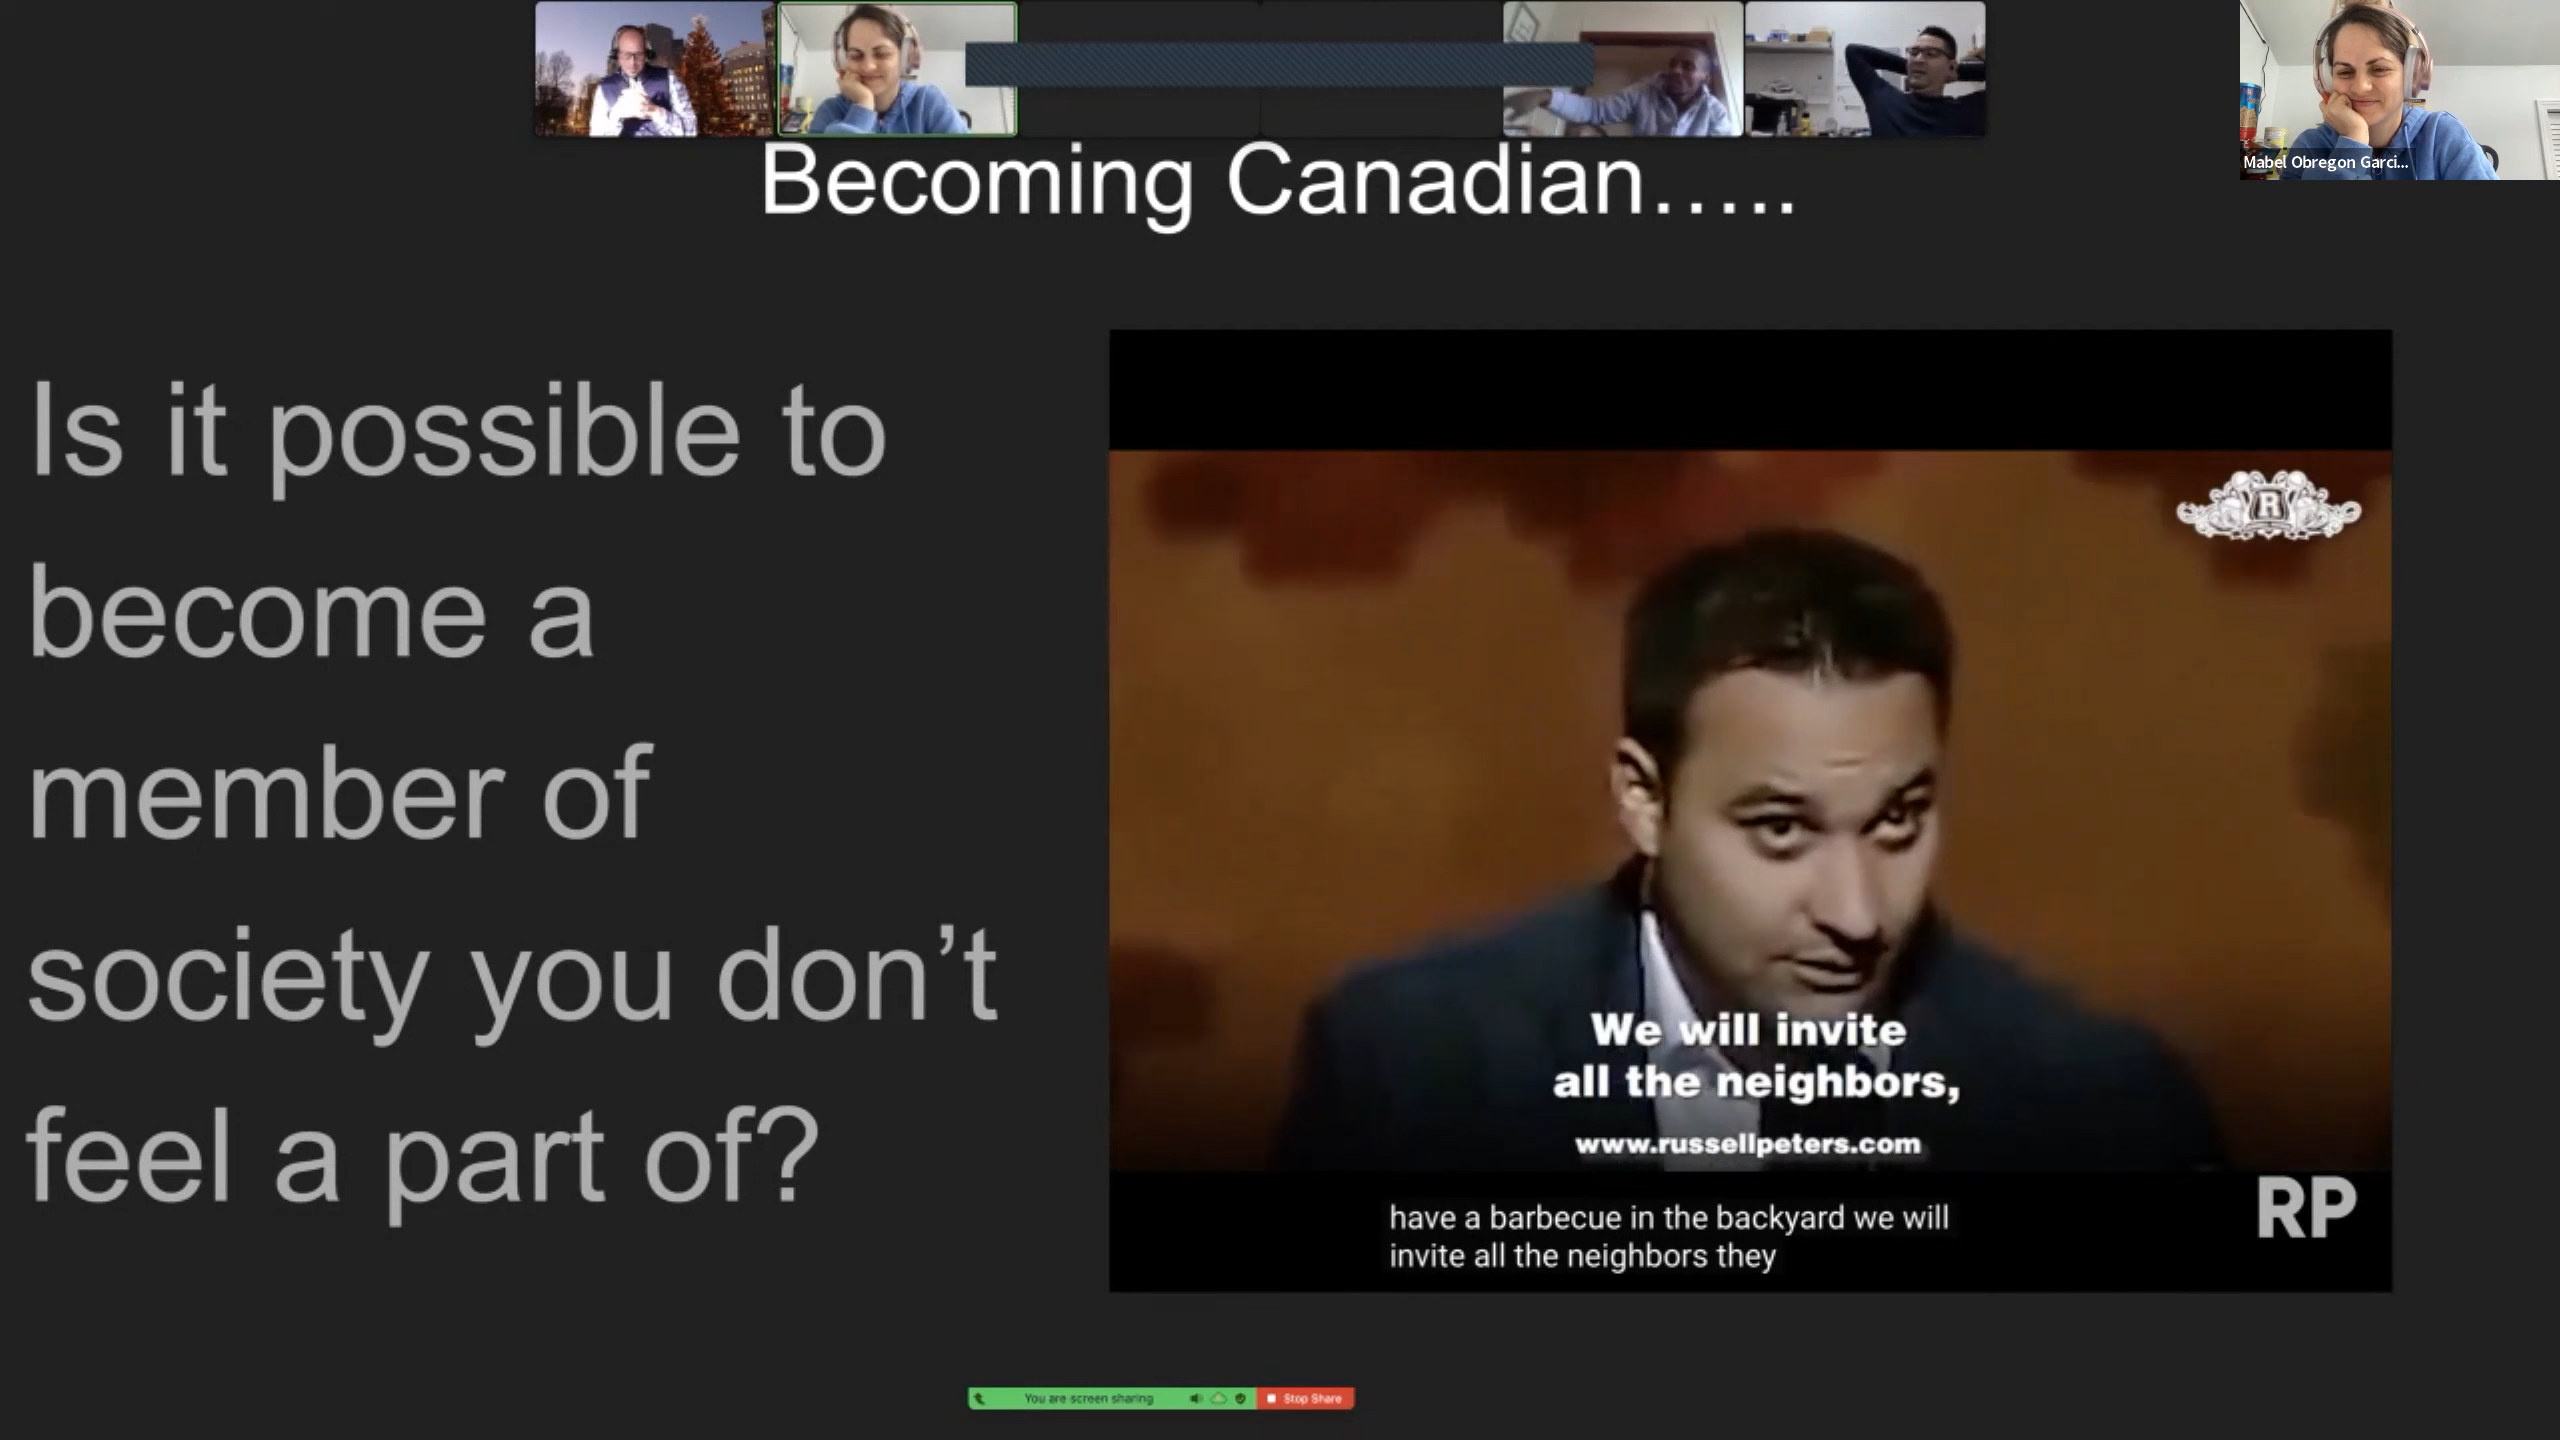 Mabel Obregon Garci...
Becoming Canadian…..
Is it possible to
become a
member of
society you don’t
feel a part of?
R
We will invite
all the neighbors,
www.russellpeters.com
RP
have a barbecue in the backyard we will
invite all the neighbors they
You are screen sharing
Stop Share